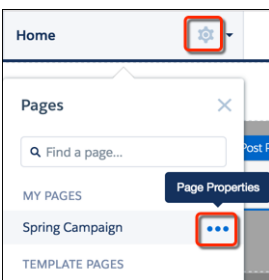 Home
Pages
Find a page...
Post P
Page Properties
MY PAGES
Spring Campaign
TEMPLATE PAGES